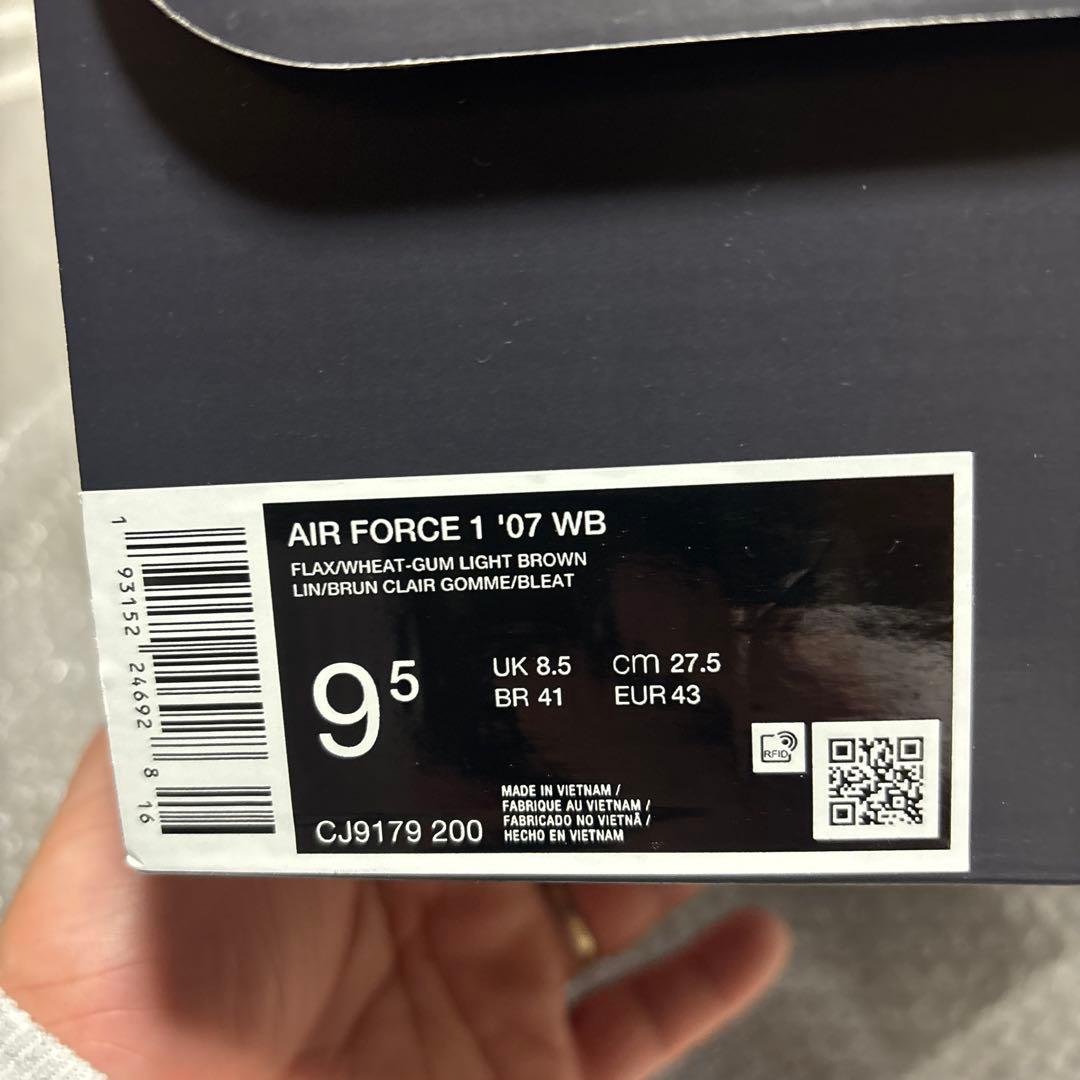 AIR FORCE 1 '07 WB
FLAX/WHEAT-GUM LIGHT BROWN
LIN/BRUN CLAIR GOMME/BLEAT
9⁵
UK 8.5 cm 27.5
BR 41 EUR 43
RFID
MADE IN VIETNAM /
FABRIQUE AU VIETNAM /
FABRICADO NO VIETNÃ /
HECHO EN VIETNAM
CJ9179 200
1 93152 24692 8 16